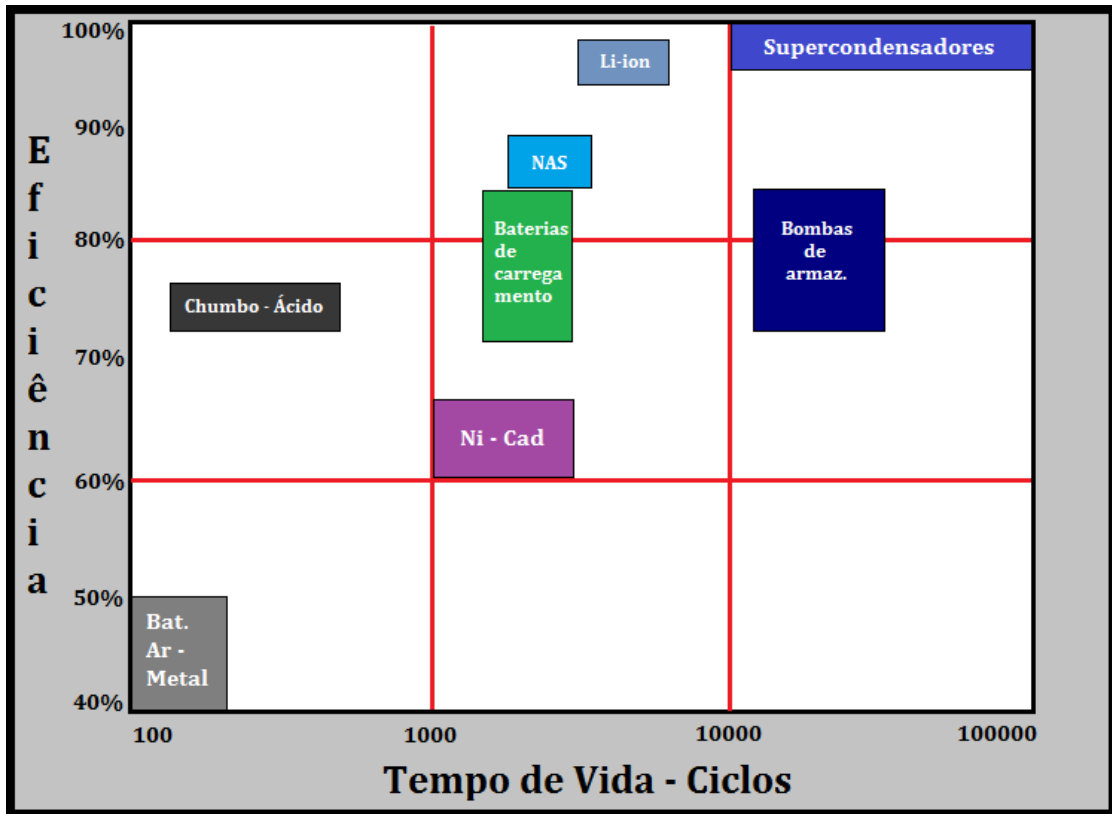 100%
Supercondensadores
Li-ion
90%
NAS
80%
Baterias
de
carrega
mento
Bombas
de
armaz.
Chumbo - Ácido
70%
Ni - Cad
60%
50%
Bat.
Ar -
Metal
40%
Eficiência
100
1000
10000
100000
Tempo de Vida - Ciclos